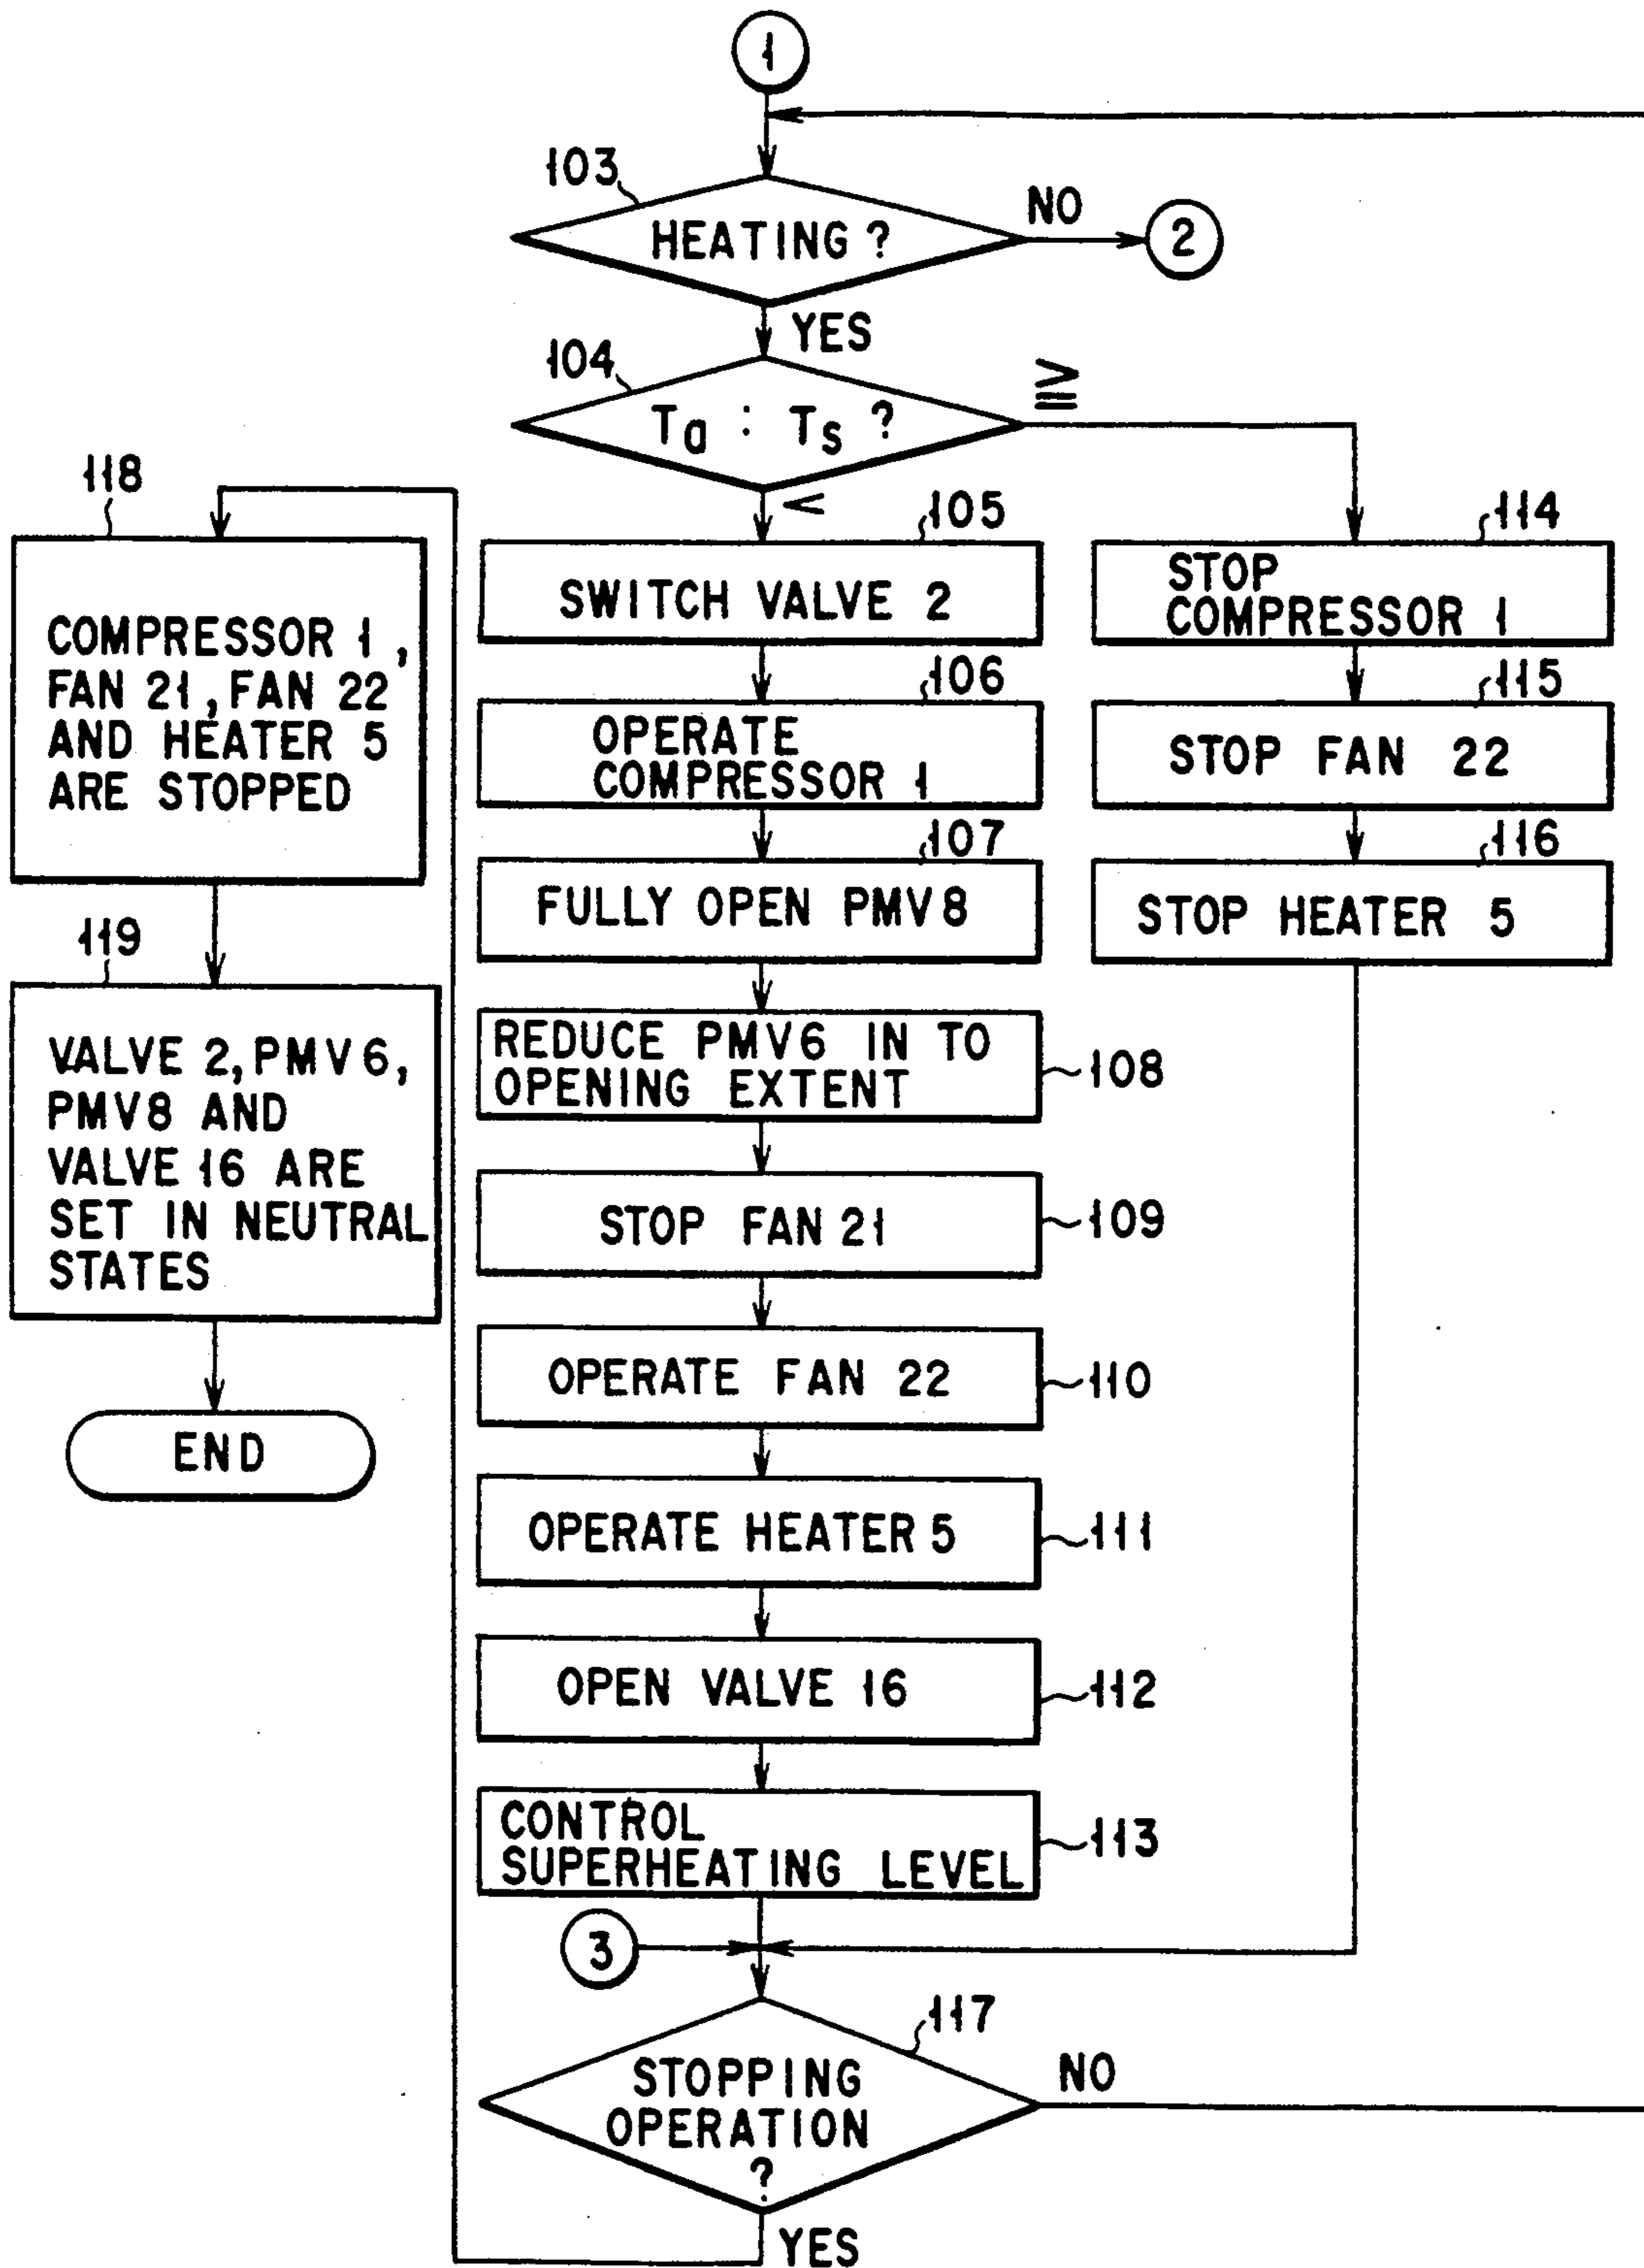 1
103
HEATING ?
NO
2
YES
104
Ta : Ts ?
≧
<
105
SWITCH VALVE 2
106
OPERATE
COMPRESSOR 1
107
FULLY OPEN PMV8
REDUCE PMV6 IN TO
OPENING EXTENT
108
STOP FAN 21
109
OPERATE FAN 22
110
OPERATE HEATER 5
111
OPEN VALVE 16
112
CONTROL
SUPERHEATING LEVEL
113
114
STOP
COMPRESSOR 1
115
STOP FAN 22
116
STOP HEATER 5
3
117
STOPPING
OPERATION
?
NO
YES
118
COMPRESSOR 1,
FAN 21, FAN 22
AND HEATER 5
ARE STOPPED
119
VALVE 2, PMV6,
PMV8 AND
VALVE 16 ARE
SET IN NEUTRAL
STATES
END